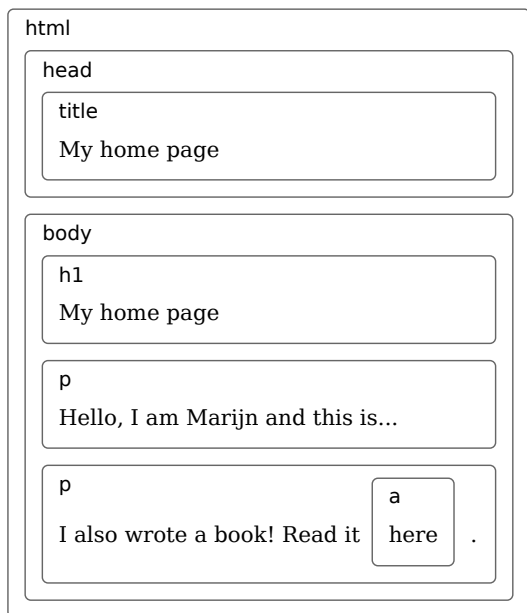 html
head
title
My home page
body
h1
My home page
p
Hello, I am Marijn and this is...
p
a
I also wrote a book! Read it here .